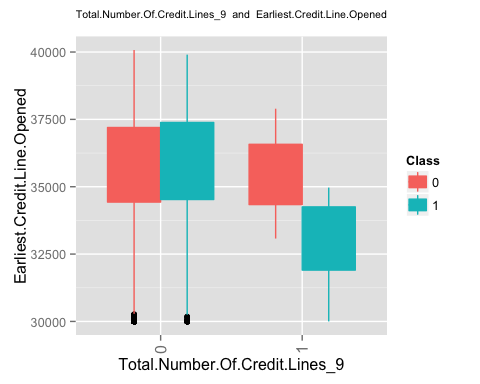 Total.Number.Of.Credit.Lines_9 and Earliest.Credit.Line.Opened
Earliest.Credit.Line.Opened
40000
37500
35000
32500
30000
0
1
Total.Number.Of.Credit.Lines_9
Class
0
1